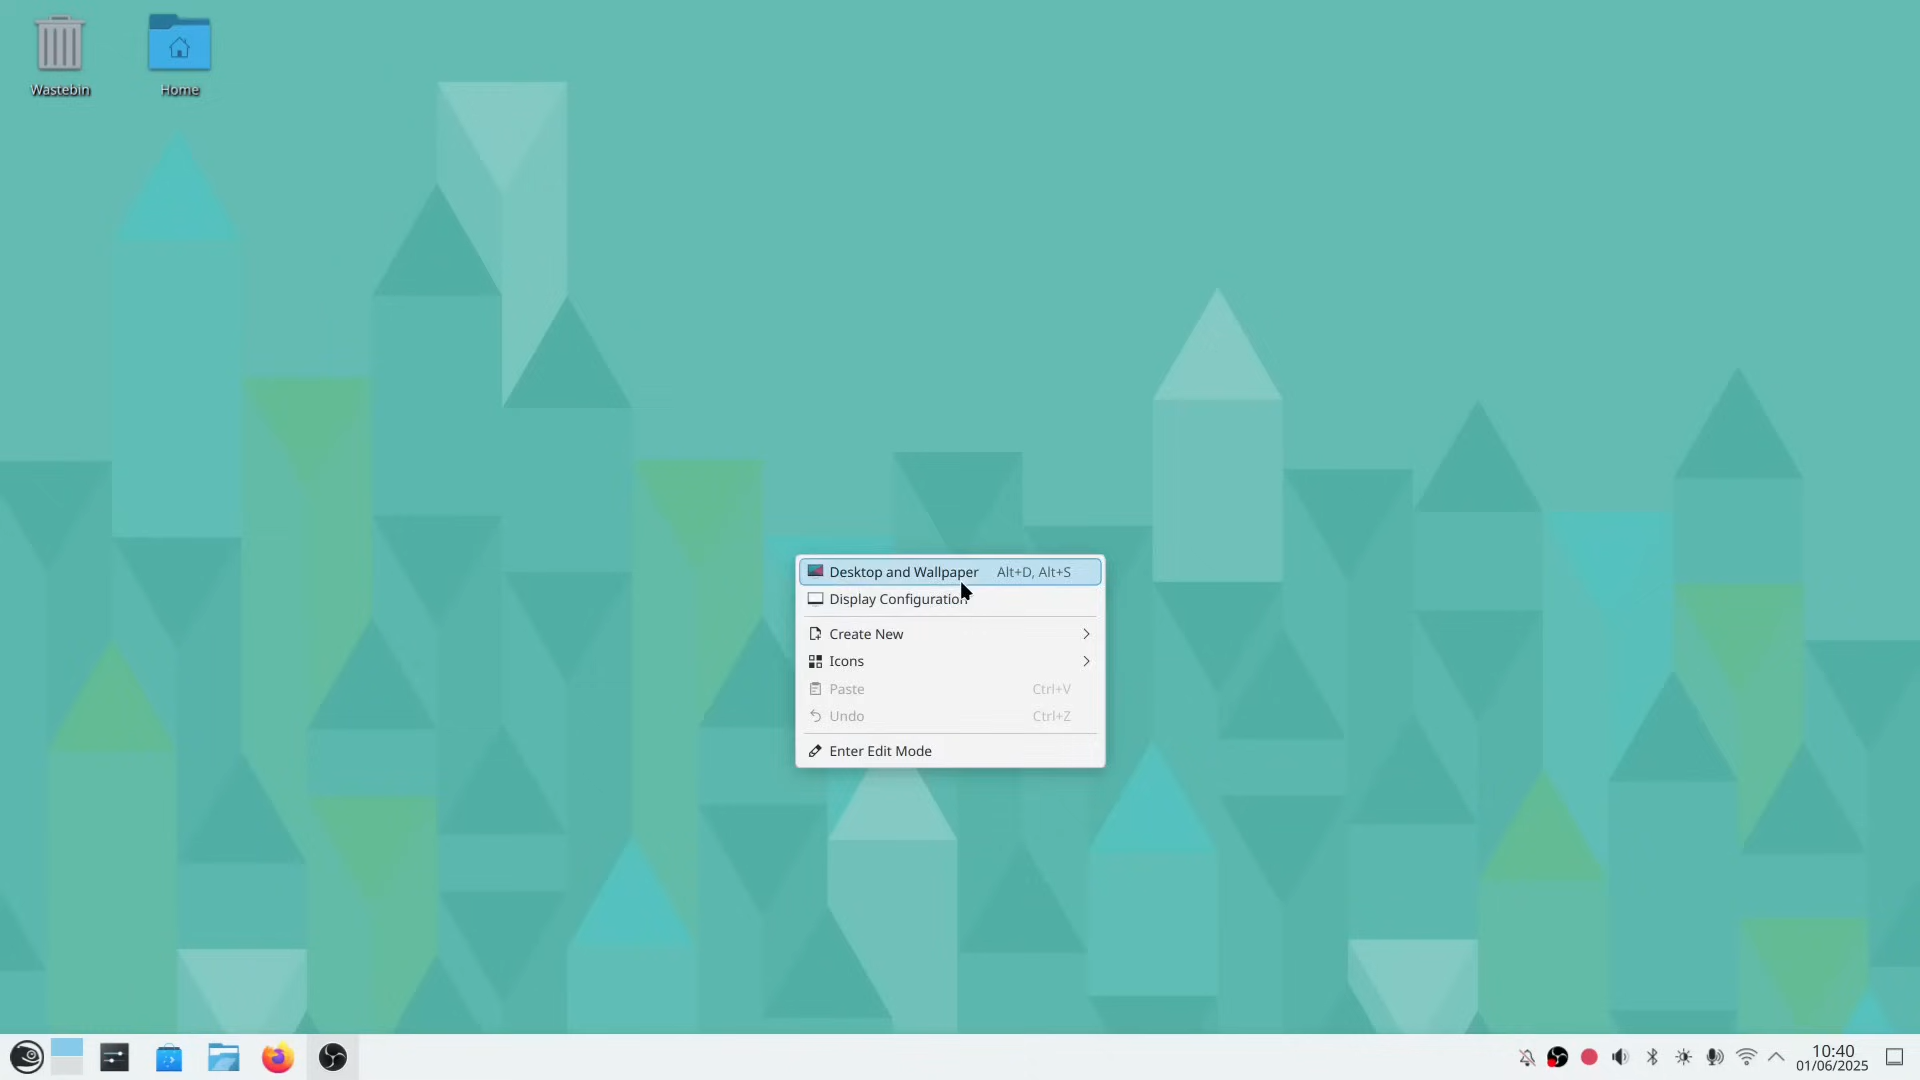 Wastebin
Home
Desktop and Wallpaper Alt+D, Alt+S
Display Configuration
Create New
Icons
Paste Ctrl+V
Undo Ctrl+Z
Enter Edit Mode
10:40
01/06/2025